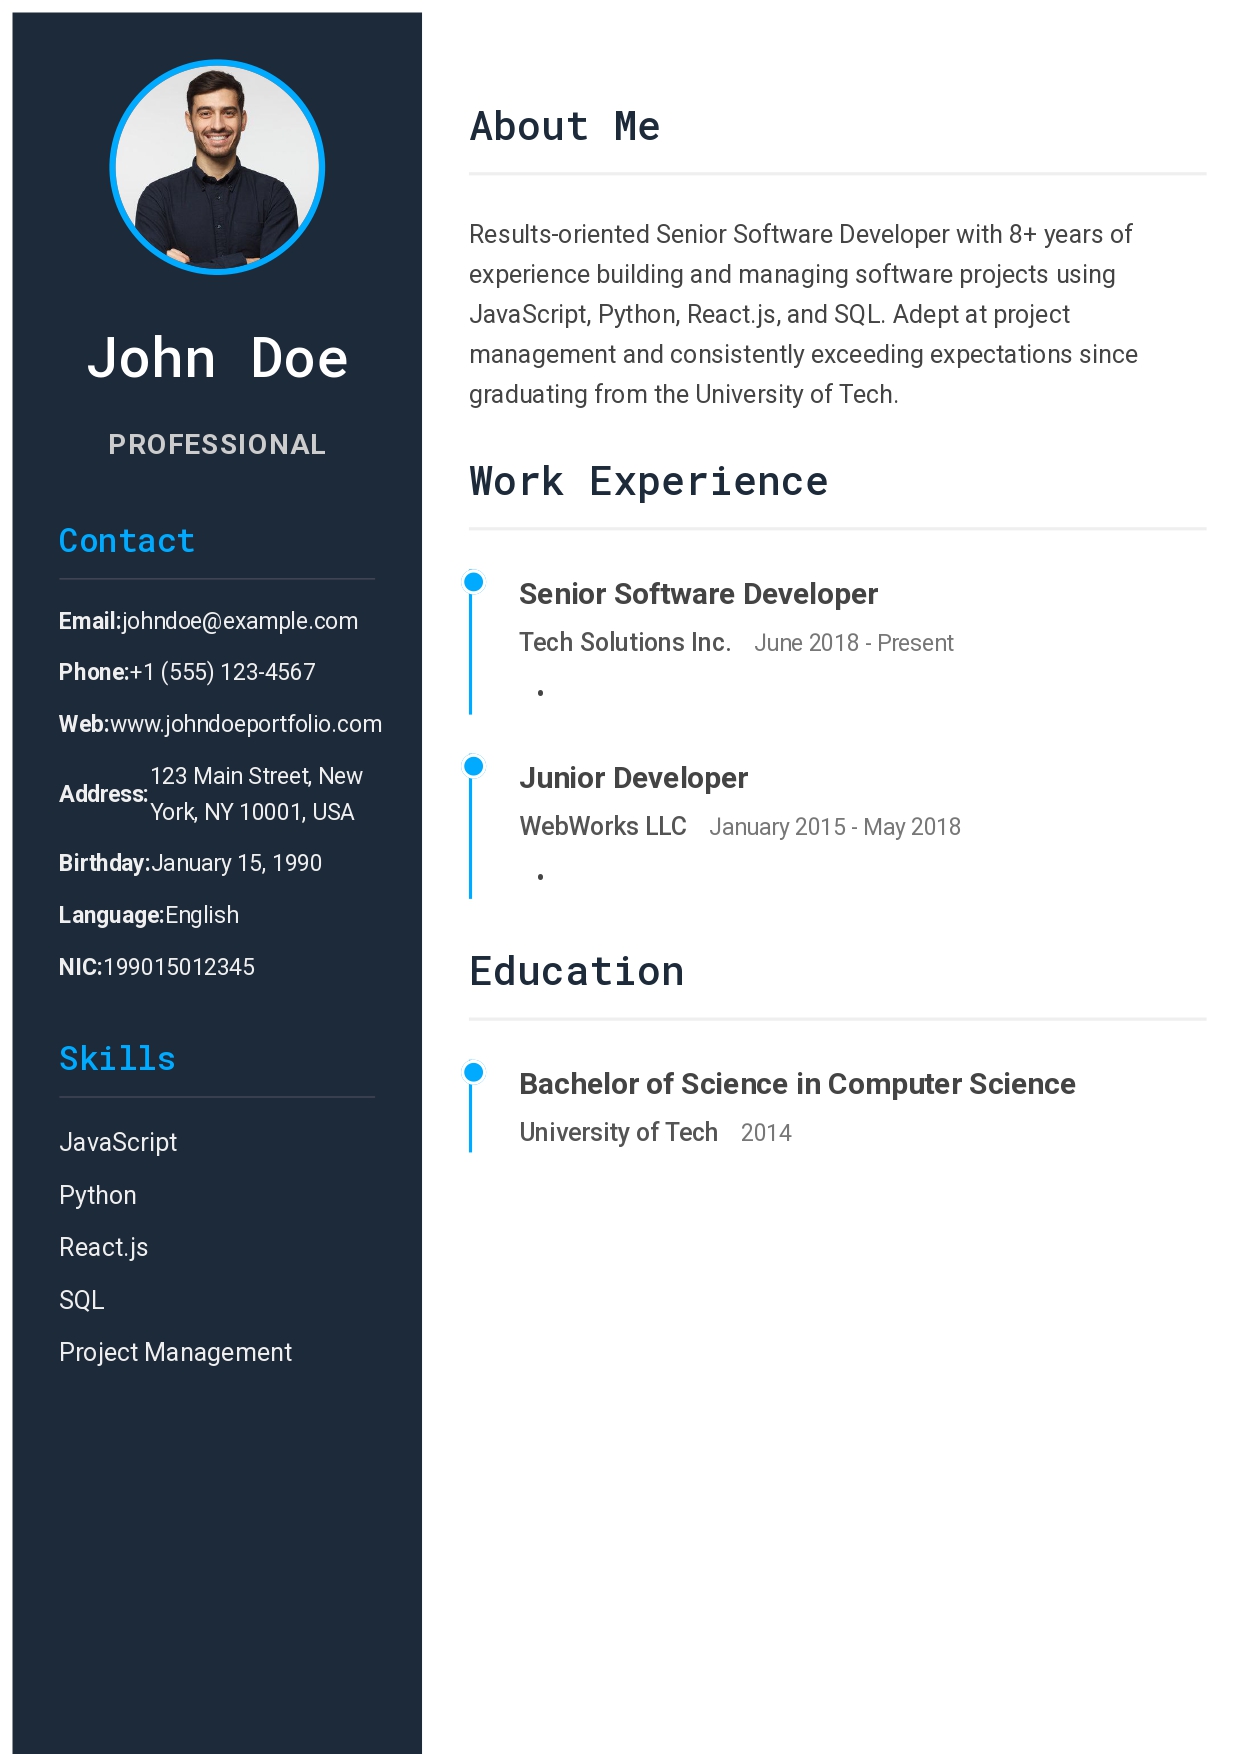 John Doe
PROFESSIONAL
Contact
Email:johndoe@example.com
Phone:+1 (555) 123-4567
Web:www.johndoeportfolio.com
Address:123 Main Street, New
York, NY 10001, USA
Birthday:January 15, 1990
Language:English
NIC:199015012345
Skills
JavaScript
Python
React.js
SQL
Project Management
About Me
Results-oriented Senior Software Developer with 8+ years of
experience building and managing software projects using
JavaScript, Python, React.js, and SQL. Adept at project
management and consistently exceeding expectations since
graduating from the University of Tech.
Work Experience
Senior Software Developer
Tech Solutions Inc. June 2018 - Present
•
Junior Developer
WebWorks LLC January 2015 - May 2018
•
Education
Bachelor of Science in Computer Science
University of Tech 2014